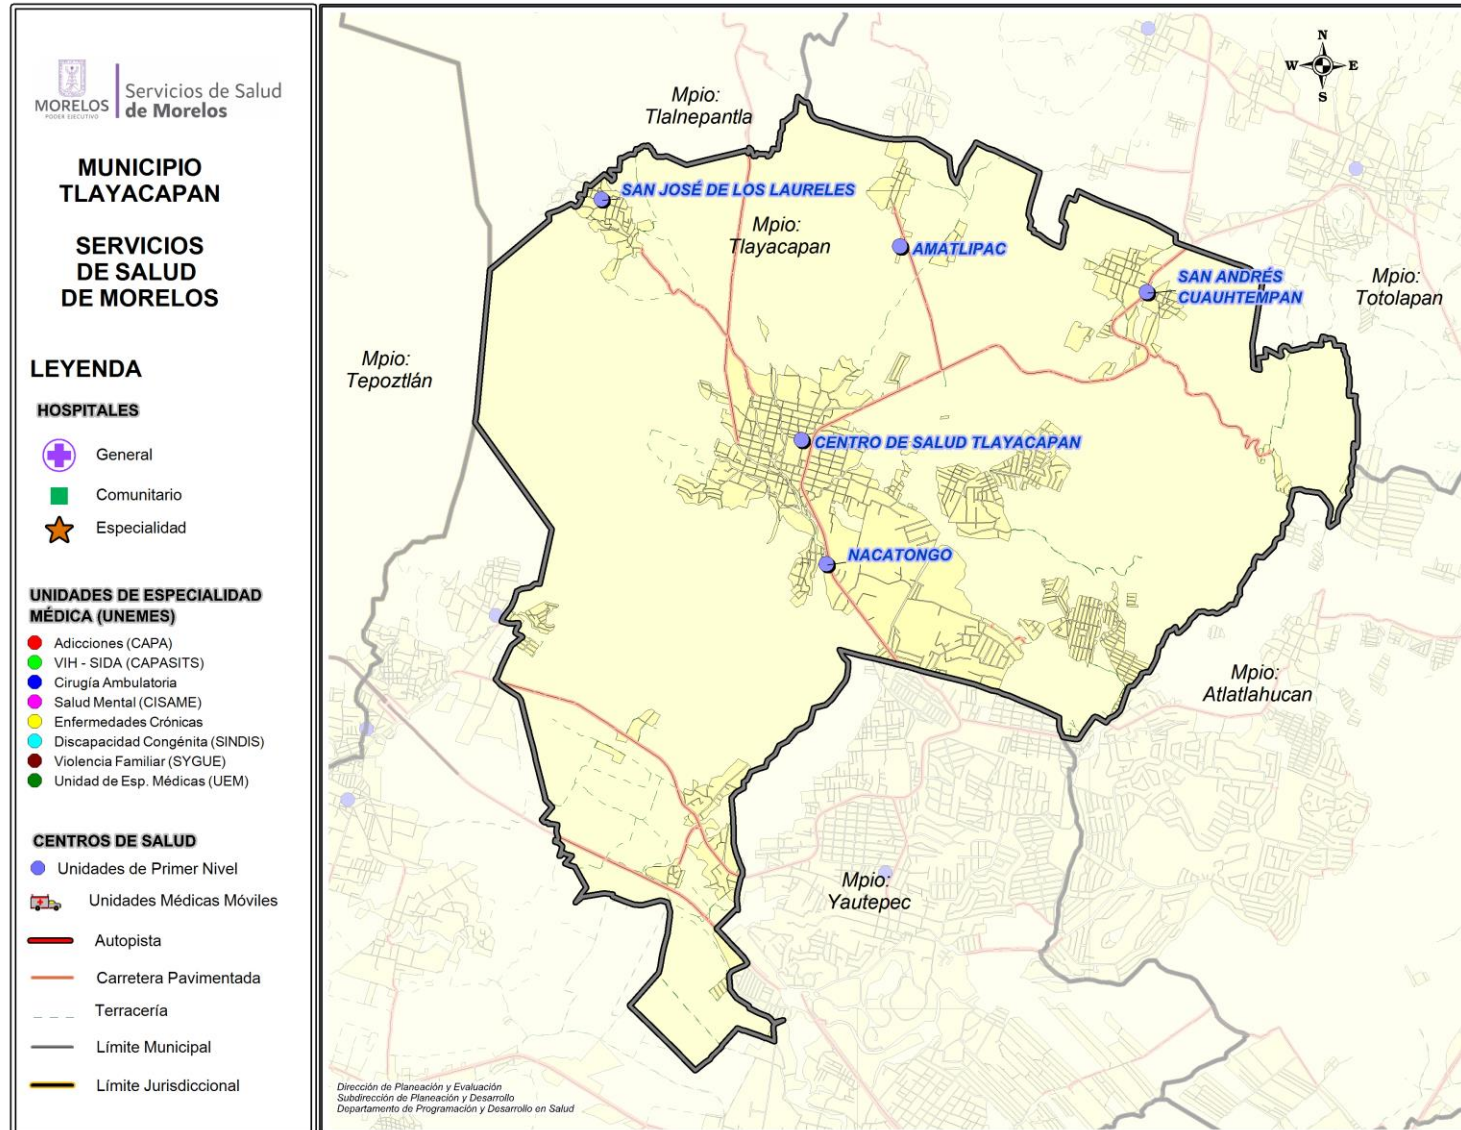 MORELOS
PODER EJECUTIVO
Servicios de Salud
de Morelos
MUNICIPIO
TLAYACAPAN
SERVICIOS
DE SALUD
DE MORELOS
LEYENDA
HOSPITALES
General
Comunitario
Especialidad
UNIDADES DE ESPECIALIDAD
MÉDICA (UNEMES)
Adicciones (CAPA)
VIH - SIDA (CAPASITS)
Cirugía Ambulatoria
Salud Mental (CISAME)
Enfermedades Crónicas
Discapacidad Congénita (SINDIS)
Violencia Familiar (SYGUE)
Unidad de Esp. Médicas (UEM)
CENTROS DE SALUD
Unidades de Primer Nivel
Unidades Médicas Móviles
Autopista
Carretera Pavimentada
Terracería
Límite Municipal
Límite Jurisdiccional
N
W
E
S
Mpio:
Tlalnepantla
SAN JOSÉ DE LOS LAURELES
Mpio:
Tlayacapan
AMATLIPAC
SAN ANDRÉS
CUAUHTEMPAN
Mpio:
Totolapan
Mpio:
Tepoztlán
CENTRO DE SALUD TLAYACAPAN
NACATONGO
Mpio:
Atlatlahucan
Mpio:
Yautepec
Dirección de Planeación y Evaluación
Subdirección de Planeación y Desarrollo
Departamento de Programación y Desarrollo en Salud